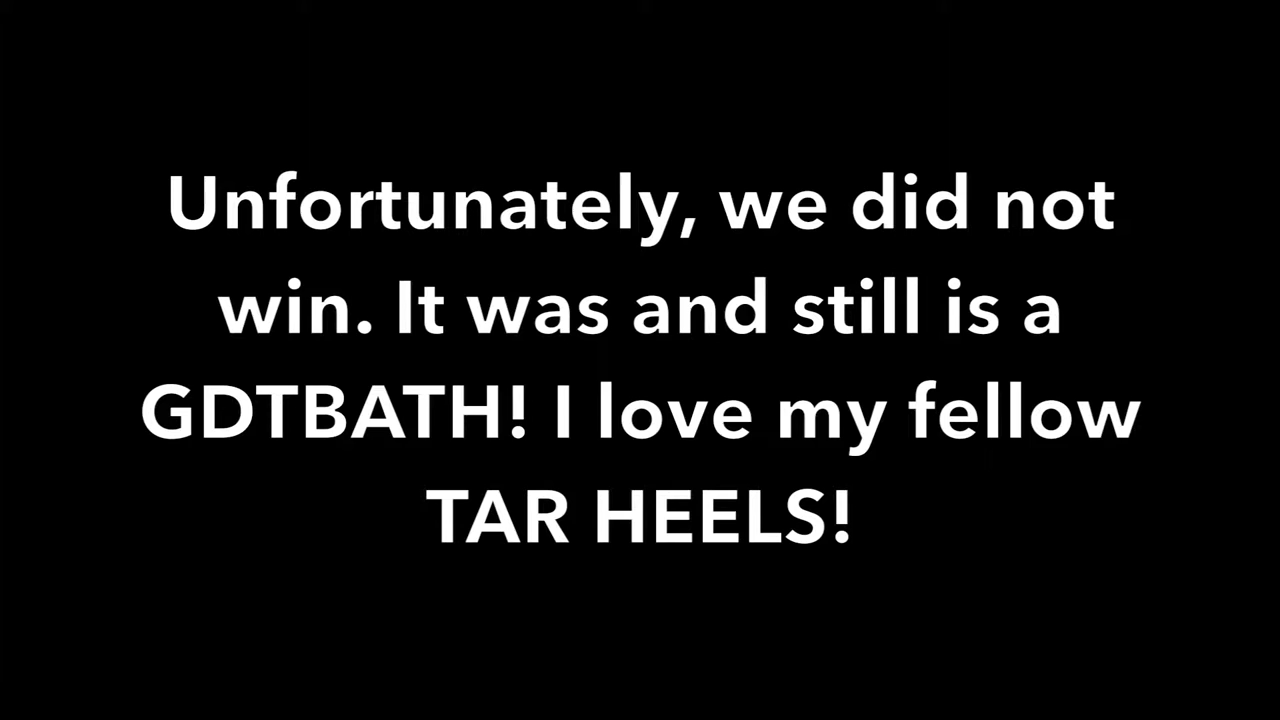 Unfortunately, we did not
win. It was and still is a
GDTBATH! I love my fellow
TAR HEELS!